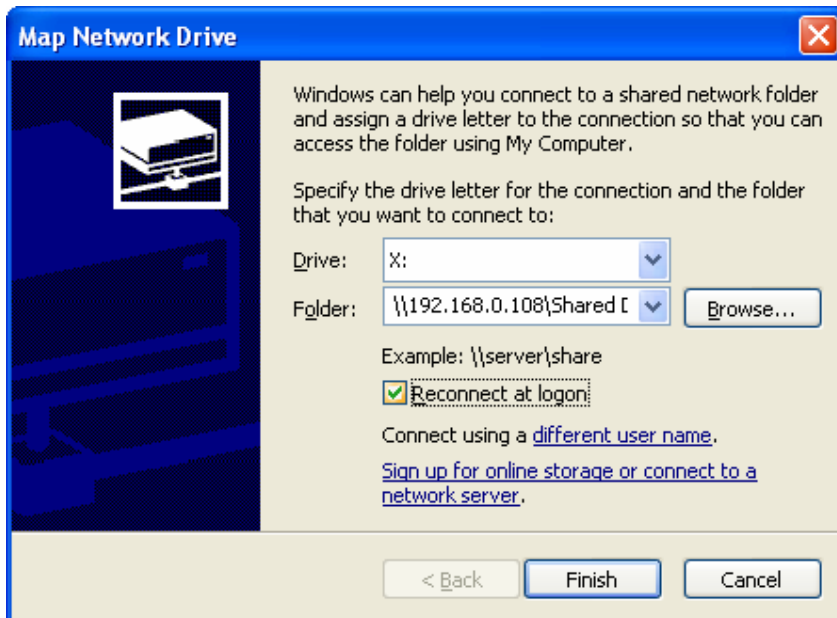 Map Network Drive
Windows can help you connect to a shared network folder
and assign a drive letter to the connection so that you can
access the folder using My Computer.
Specify the drive letter for the connection and the folder
that you want to connect to:
Drive: X:
Folder: \\192.168.0.108\Shared Browse...
Example: \\server\share
Reconnect at logon
Connect using a different user name.
Sign up for online storage or connect to a
network server.
< Back Finish Cancel